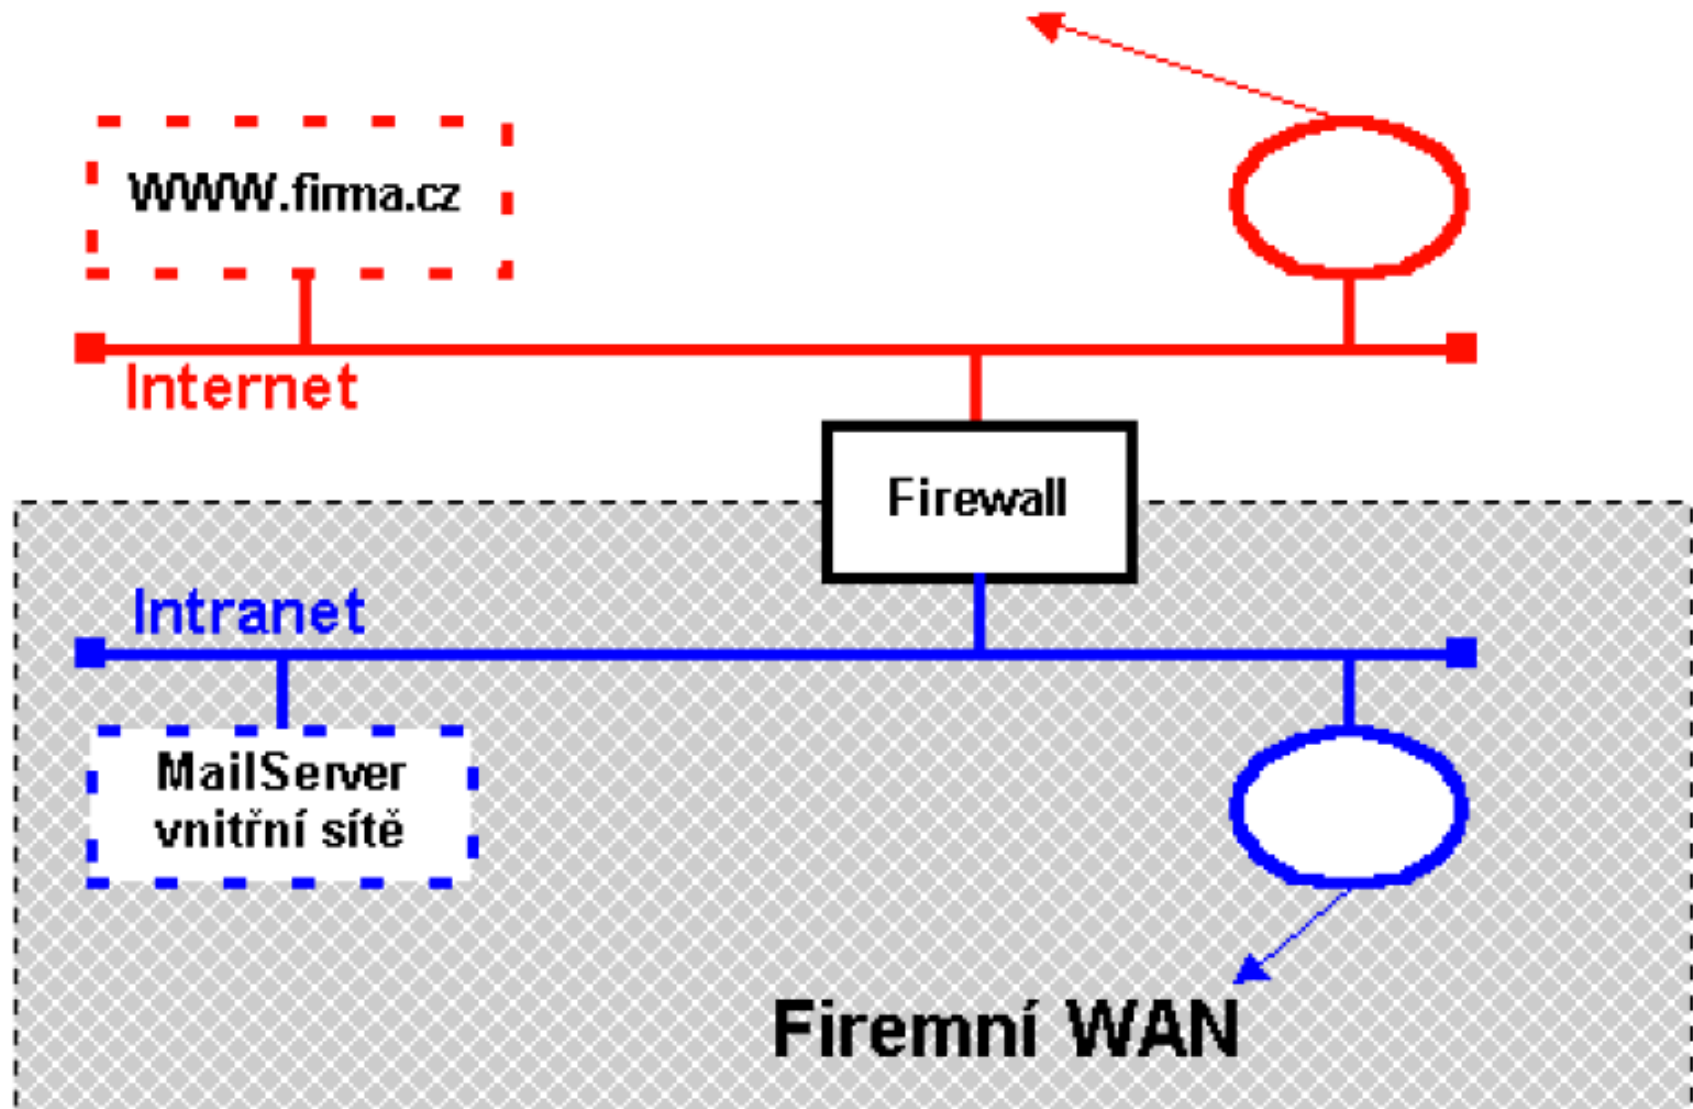 WWW.firma.cz
Internet
Firewall
Intranet
MailServer
vnitřní sítě
Firemní WAN